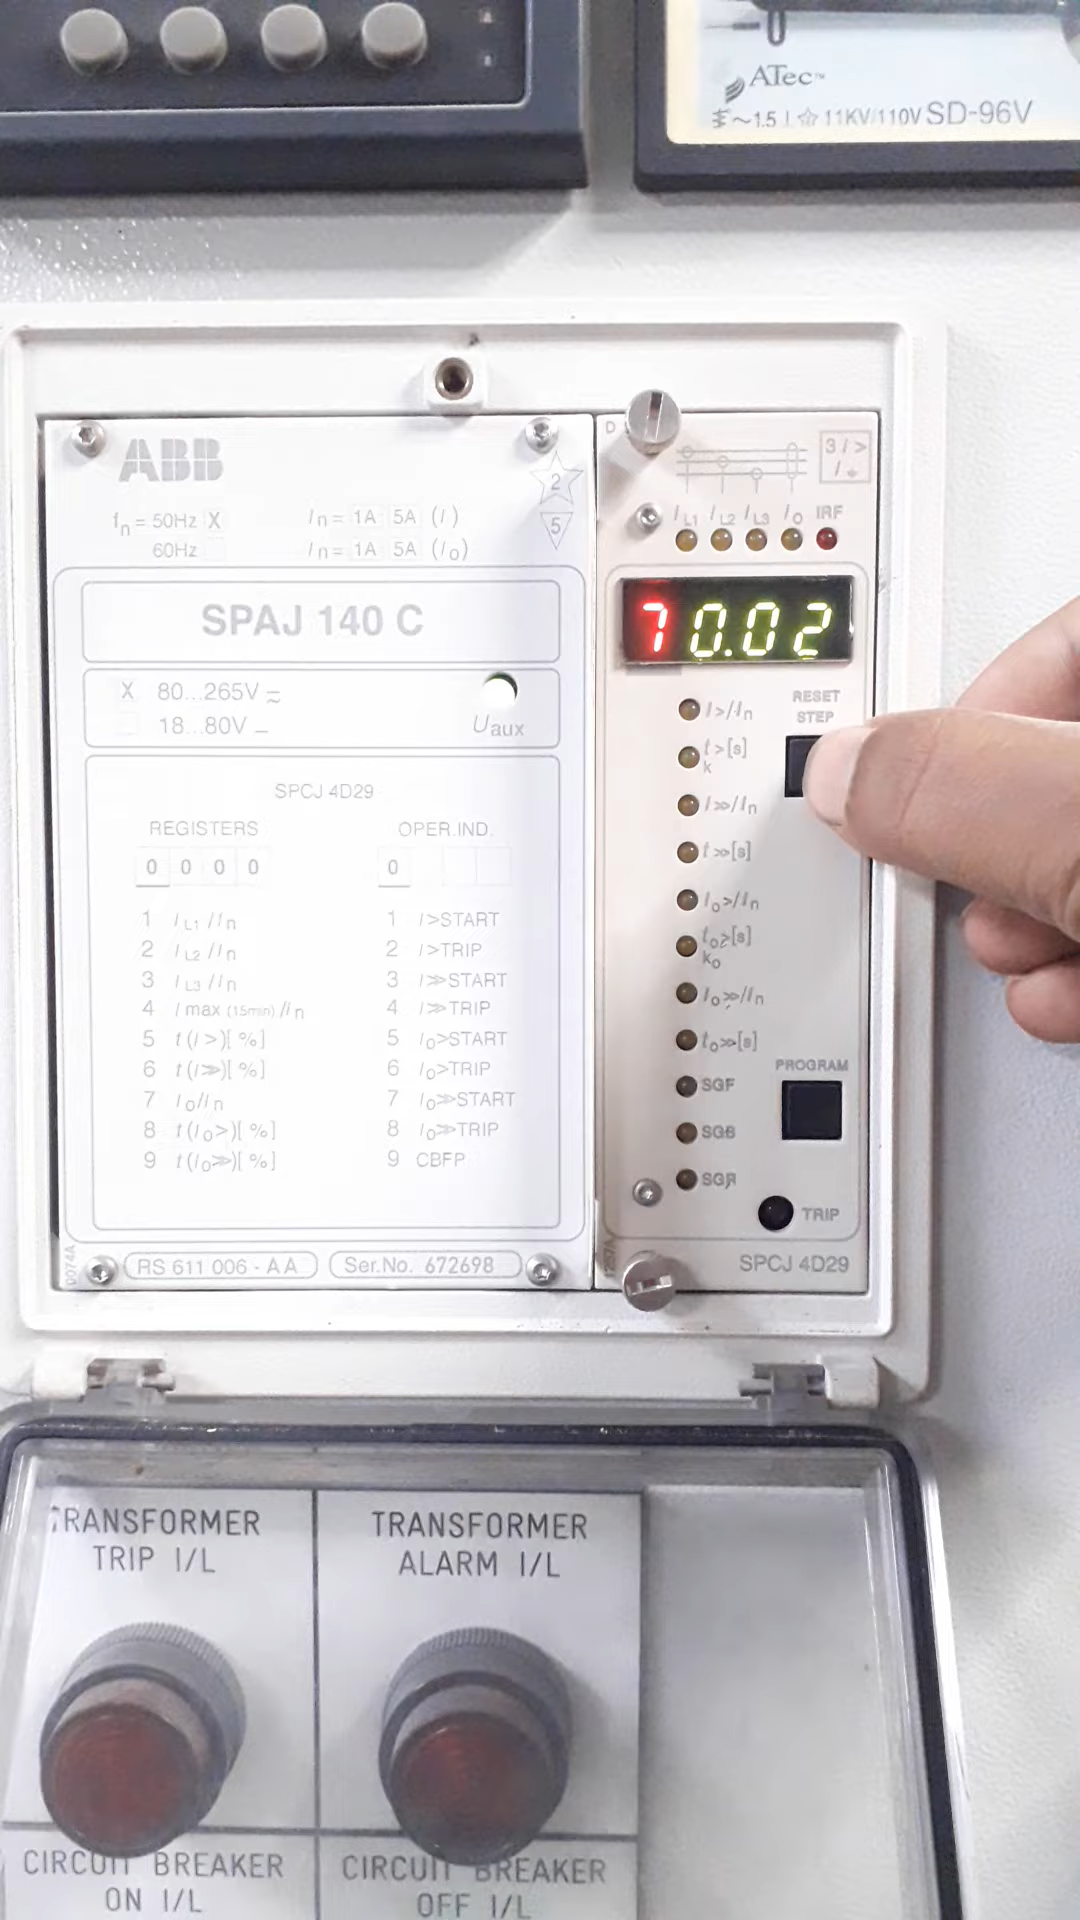 ATec™
~1.5 11KV/110V SD-96V
ABB
2
5
fn = 50Hz X
60Hz
In = 1A 5A (I)
In = 1A 5A (Io)
D
3I>
I
IL1 IL2 IL3 Io IRF
70.02
SPAJ 140 C
X 80...265V
18...80V
Uaux
RESET
STEP
I>/In
t>[s]
k
I>>/In
t>>[s]
Io>/In
to>[s]
ko
Io>>/In
to>>[s]
SGF
SGB
SGR
PROGRAM
TRIP
SPCJ 4D29
SPCJ 4D29
REGISTERS
0 0 0 0
OPER.IND.
0
1 IL1/In
2 IL2/In
3 IL3/In
4 I max (15min)/In
5 t(I>)[%]
6 t(I>>)[%]
7 Io/In
8 t(Io>)[%]
9 t(Io>>)[%]
1 I>START
2 I>TRIP
3 I>>START
4 I>>TRIP
5 Io>START
6 Io>TRIP
7 Io>>START
8 Io>>TRIP
9 CBFP
0074A
RS 611 006 - AA
Ser.No. 672698
TRANSFORMER
TRIP I/L
TRANSFORMER
ALARM I/L
CIRCUIT BREAKER
ON I/L
CIRCUIT BREAKER
OFF I/L